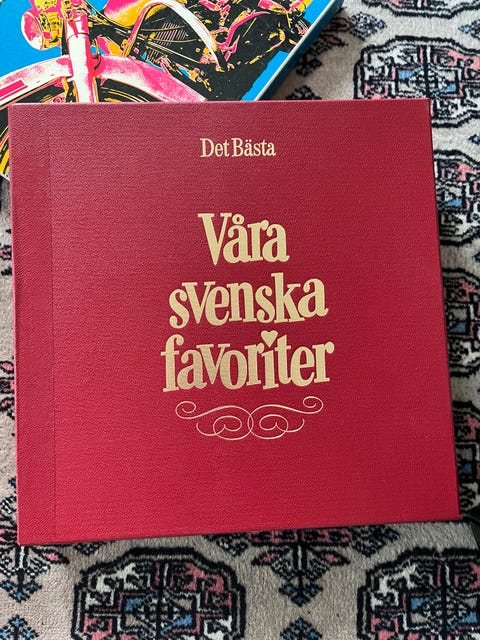 Det Bästa
Våra
svenska
favoriter